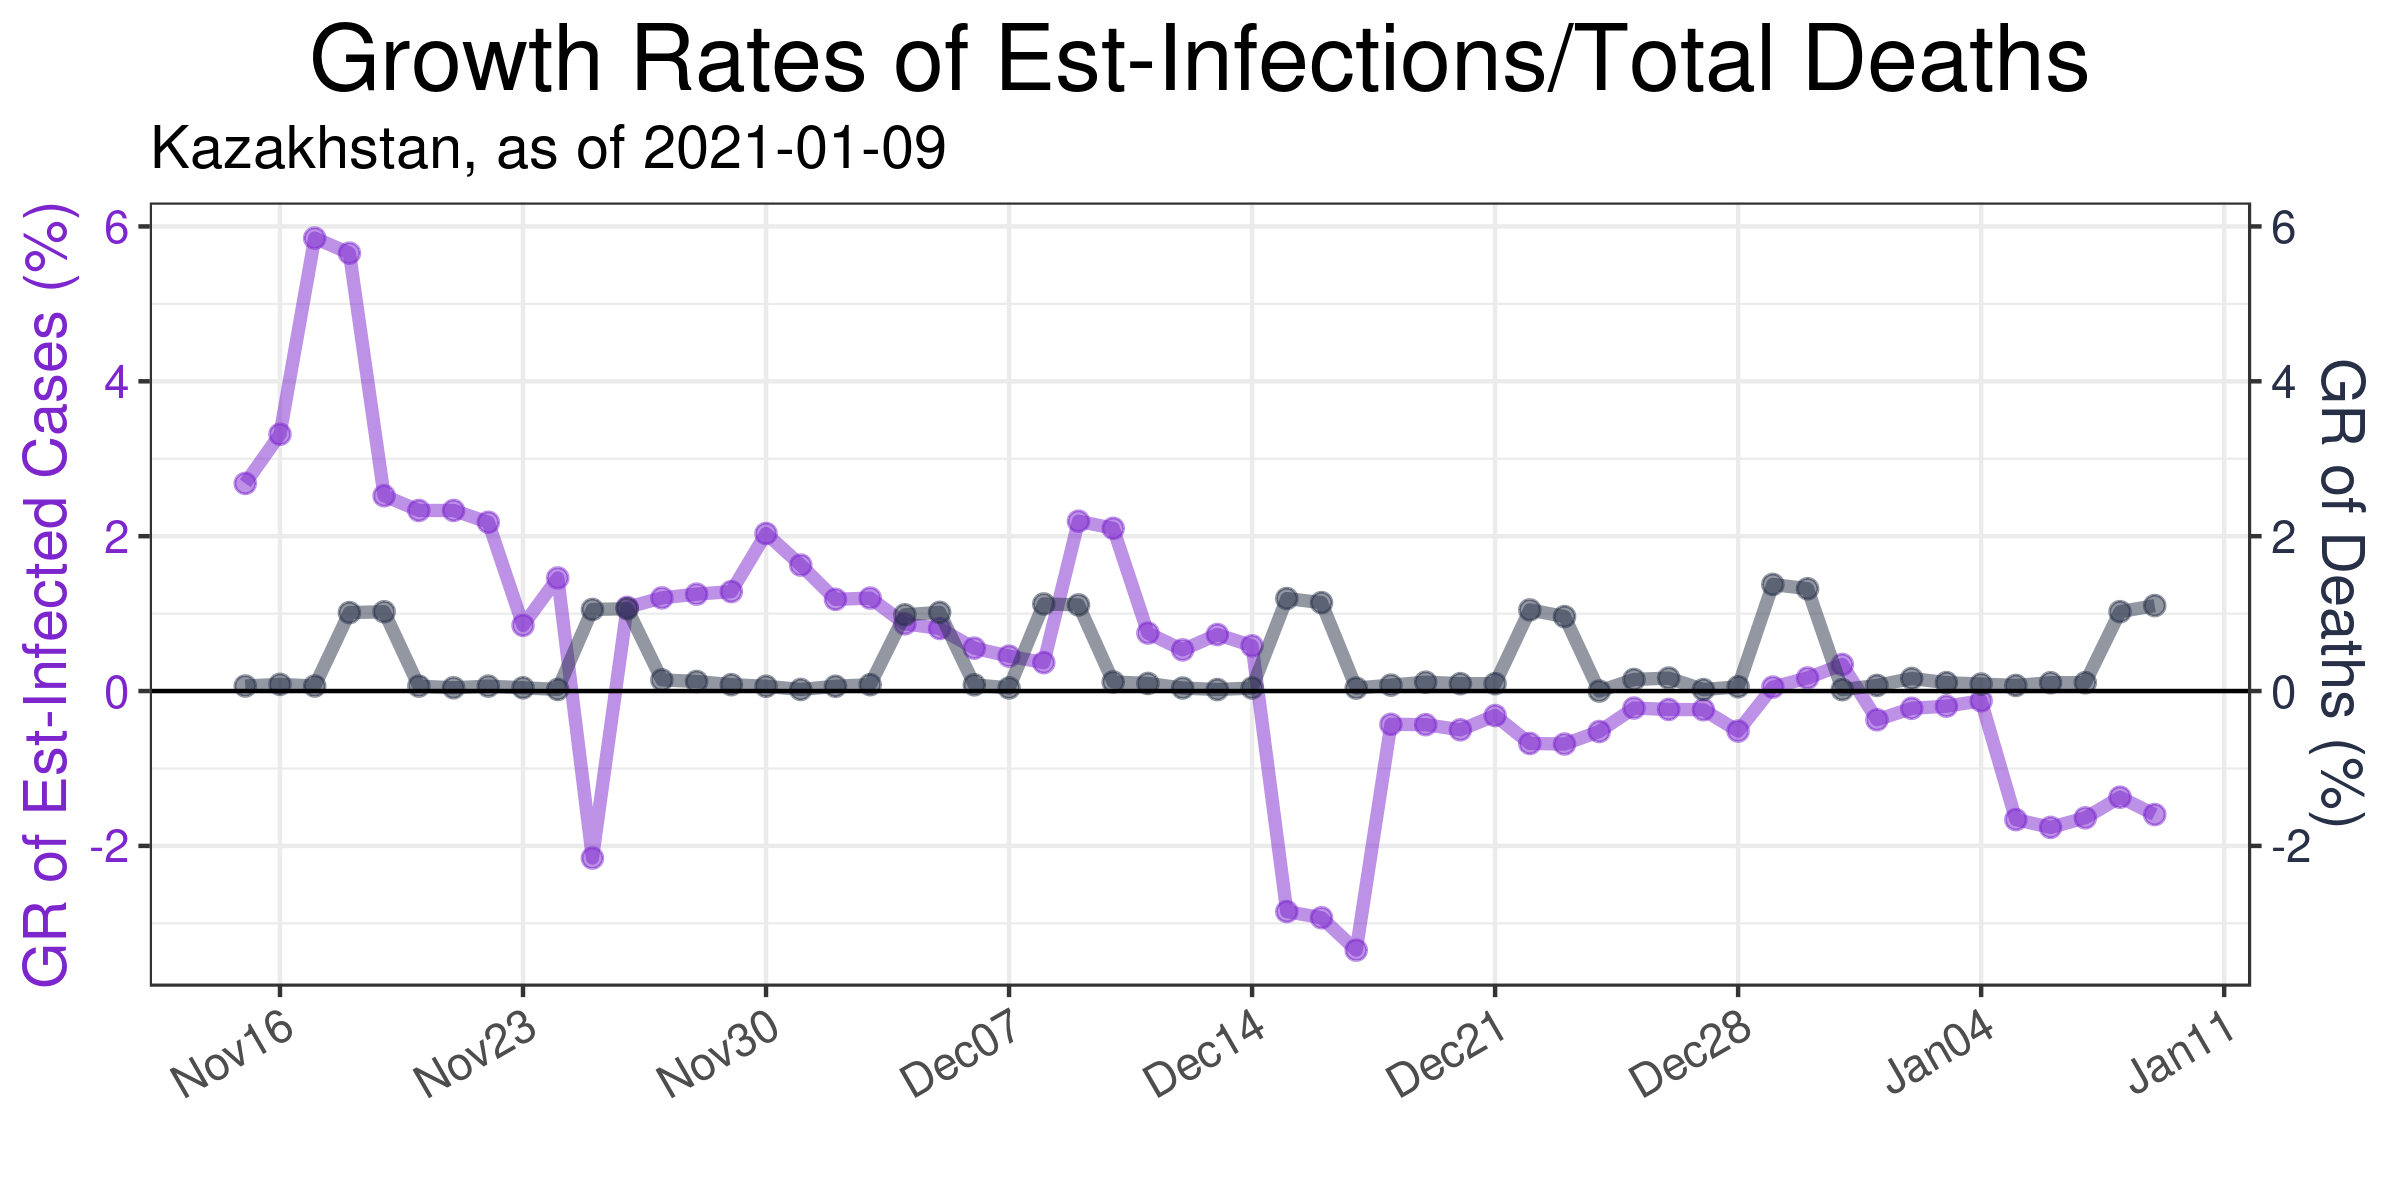 Growth Rates of Est-Infections/Total Deaths
Kazakhstan, as of 2021-01-09
GR of Est-Infected Cases (%)
6
4
2
0
-2
6
4
2
0
-2
GR of Deaths (%)
Nov16
Nov23
Nov30
Dec07
Dec14
Dec21
Dec28
Jan04
Jan11